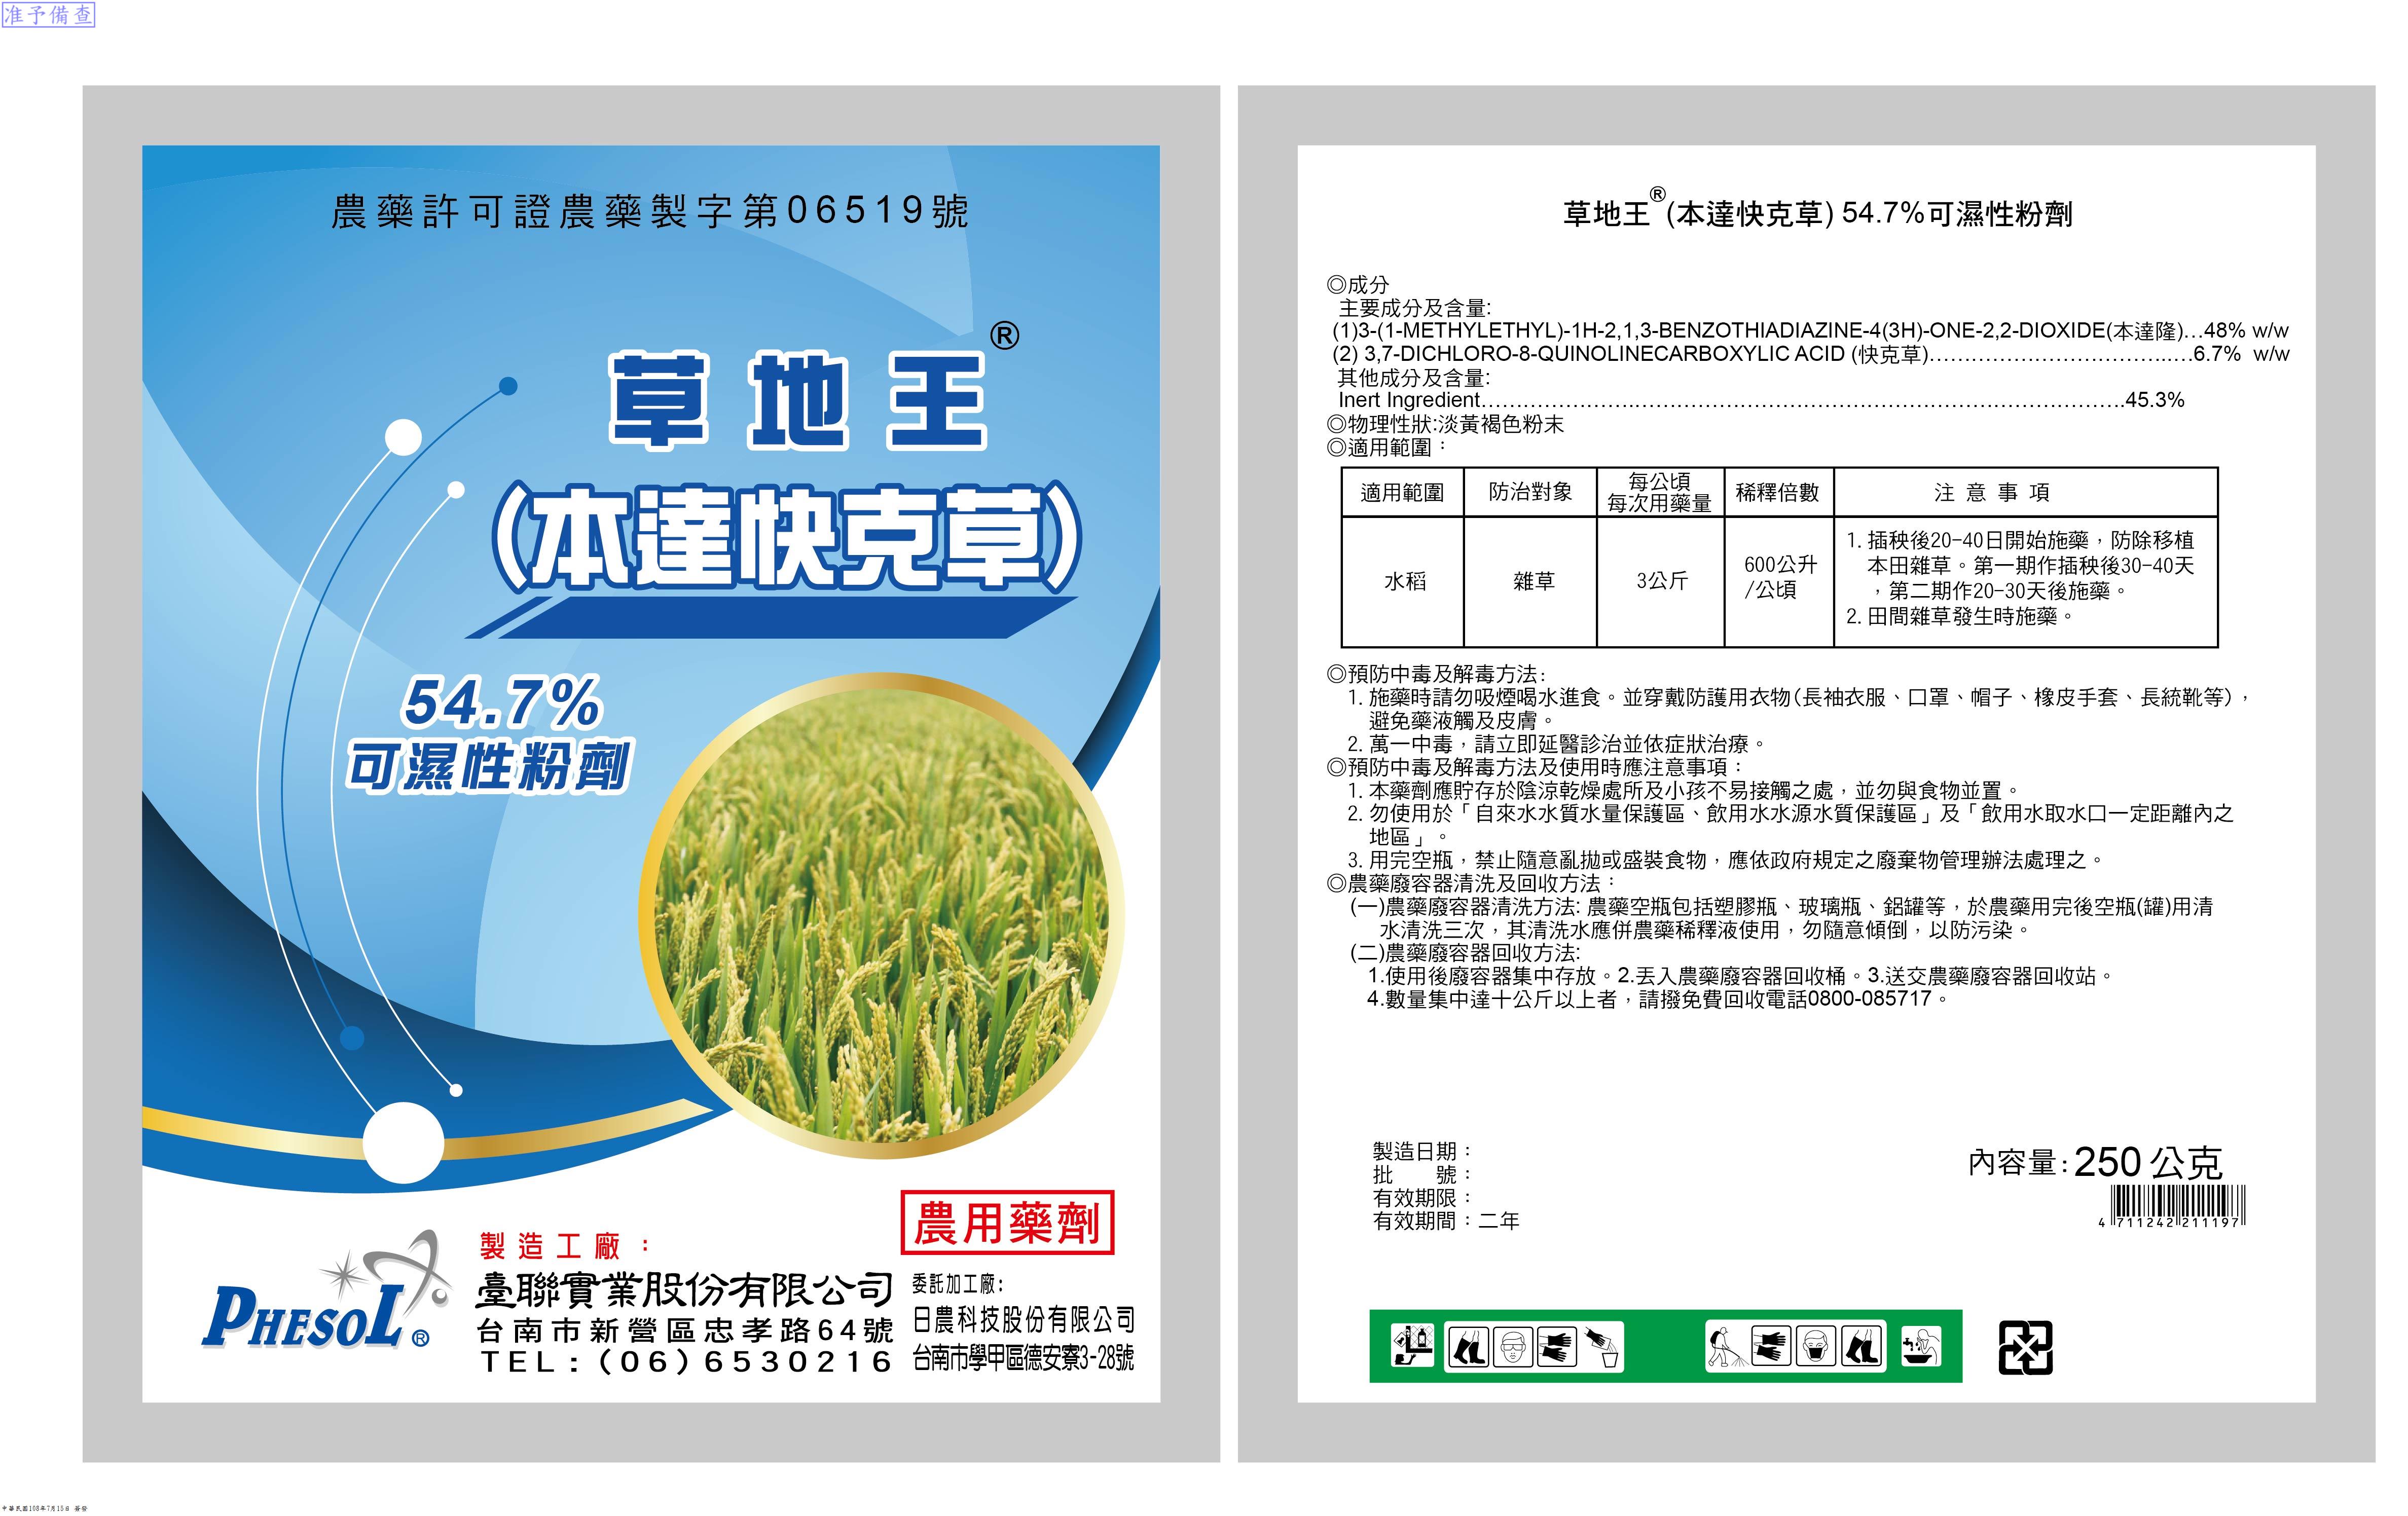 准予備查
農藥許可證農藥製字第06519號
草地王®
(本達快克草)
54.7%
可濕性粉劑
農用藥劑
PHESOL®
製造工廠：
臺聯實業股份有限公司
台南市新營區忠孝路64號
TEL:(06)6530216
委託加工廠:
日農科技股份有限公司
台南市學甲區德安寮3-28號
草地王®(本達快克草) 54.7%可濕性粉劑
◎成分
主要成分及含量:
(1)3-(1-METHYLETHYL)-1H-2,1,3-BENZOTHIADIAZINE-4(3H)-ONE-2,2-DIOXIDE(本達隆)…48% w/w
(2) 3,7-DICHLORO-8-QUINOLINECARBOXYLIC ACID (快克草)……………………………….…6.7% w/w
其他成分及含量:
Inert Ingredient………………….…………………………………………………………….45.3%
◎物理性狀:淡黃褐色粉末
◎適用範圍：
適用範圍 防治對象 每公頃每次用藥量 稀釋倍數 注意事項
水稻 雜草 3公斤 600公升/公頃
1. 插秧後20-40日開始施藥，防除移植
本田雜草。第一期作插秧後30-40天
，第二期作20-30天後施藥。
2. 田間雜草發生時施藥。
◎預防中毒及解毒方法:
1. 施藥時請勿吸煙喝水進食。並穿戴防護用衣物(長袖衣服、口罩、帽子、橡皮手套、長統靴等)，
避免藥液觸及皮膚。
2. 萬一中毒，請立即延醫診治並依症狀治療。
◎預防中毒及解毒方法及使用時應注意事項：
1. 本藥劑應貯存於陰涼乾燥處所及小孩不易接觸之處，並勿與食物並置。
2. 勿使用於「自來水水質水量保護區、飲用水水源水質保護區」及「飲用水取水口一定距離內之
地區」。
3. 用完空瓶，禁止隨意亂拋或盛裝食物，應依政府規定之廢棄物管理辦法處理之。
◎農藥廢容器清洗及回收方法：
(一)農藥廢容器清洗方法: 農藥空瓶包括塑膠瓶、玻璃瓶、鋁罐等，於農藥用完後空瓶(罐)用清
水清洗三次，其清洗水應併農藥稀釋液使用，勿隨意傾倒，以防污染。
(二)農藥廢容器回收方法:
1.使用後廢容器集中存放。2.丟入農藥廢容器回收桶。3.送交農藥廢容器回收站。
4.數量集中達十公斤以上者，請撥免費回收電話0800-085717。
製造日期：
批　　號：
有效期限：
有效期間：二年
內容量:250公克
4 711242 211197
中華民國108年7月15日 簽發